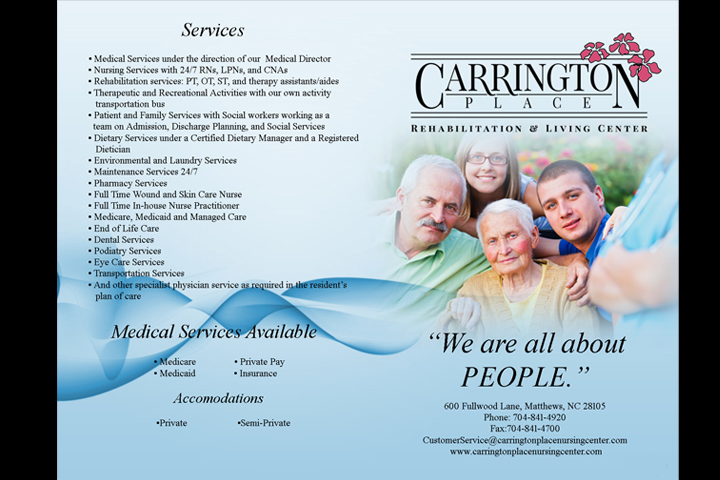 Services
• Medical Services under the direction of our  Medical Director
• Nursing Services with 24/7 RNs, LPNs, and CNAs
• Rehabilitation services: PT, OT, ST, and therapy assistants/aides
• Therapeutic and Recreational Activities with our own activity
transportation bus
• Patient and Family Services with Social workers working as a
team on Admission, Discharge Planning, and Social Services
• Dietary Services under a Certified Dietary Manager and a Registered
Dietician
• Environmental and Laundry Services
• Maintenance Services 24/7
• Pharmacy Services
• Full Time Wound and Skin Care Nurse
• Full Time In-house Nurse Practitioner
• Medicare, Medicaid and Managed Care
• End of Life Care
• Dental Services
• Podiatry Services
• Eye Care Services
• Transportation Services
• And other specialist physician service as required in the resident's
plan of care
Medical Services Available
• Medicare • Private Pay
• Medicaid • Insurance
Accomodations
•Private •Semi-Private
CARRINGTON
PLACE
REHABILITATION & LIVING CENTER
“We are all about
PEOPLE.”
600 Fullwood Lane, Matthews, NC 28105
Phone: 704-841-4920
Fax:704-841-4700
CustomerService@carringtonplacenursingcenter.com
www.carringtonplacenursingcenter.com